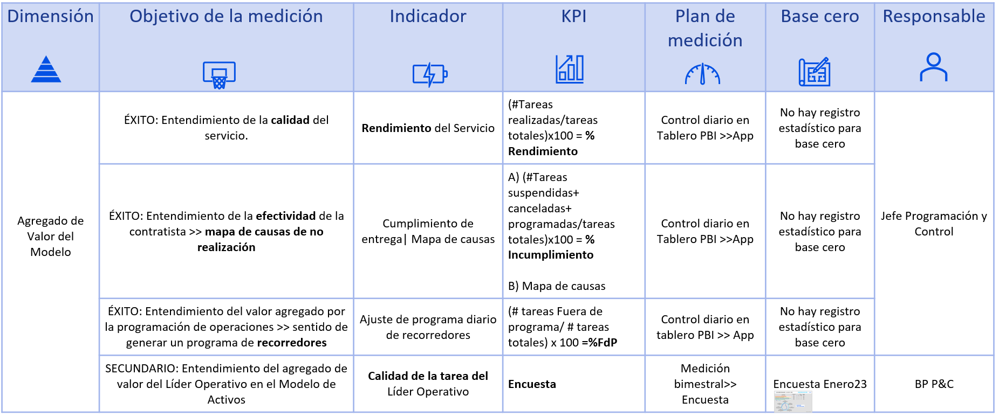 Dimensión
Objetivo de la medición
Indicador
KPI
Plan de
medición
Base cero
Responsable
Agregado de
Valor del
Modelo
ÉXITO: Entendimiento de la calidad del
servicio.
Rendimiento del Servicio
(#Tareas
realizadas/tareas
totales)x100 = %
Rendimiento
Control diario en
Tablero PBI >>App
No hay registro
estadístico para
base cero
Jefe Programación y
Control
ÉXITO: Entendimiento de la efectividad de la
contratista >> mapa de causas de no
realización
Cumplimiento de
entrega| Mapa de causas
A) (#Tareas
suspendidas+
canceladas+
programadas/tareas
totales)x100 = %
Incumplimiento
B) Mapa de causas
Control diario en
Tablero PBI >>App
No hay registro
estadístico para
base cero
ÉXITO: Entendimiento del valor agregado por
la programación de operaciones >> sentido de
generar un programa de recorredores
Ajuste de programa diario
de recorredores
(# tareas Fuera de
programa/ # tareas
totales) x 100 =%FdP
Control diario en
tablero PBI >> App
No hay registro
estadístico para
base cero
SECUNDARIO: Entendimiento del agregado de
valor del Líder Operativo en el Modelo de
Activos
Calidad de la tarea del
Líder Operativo
Encuesta
Medición
bimestral>>
Encuesta
Encuesta Enero23
BP P&C